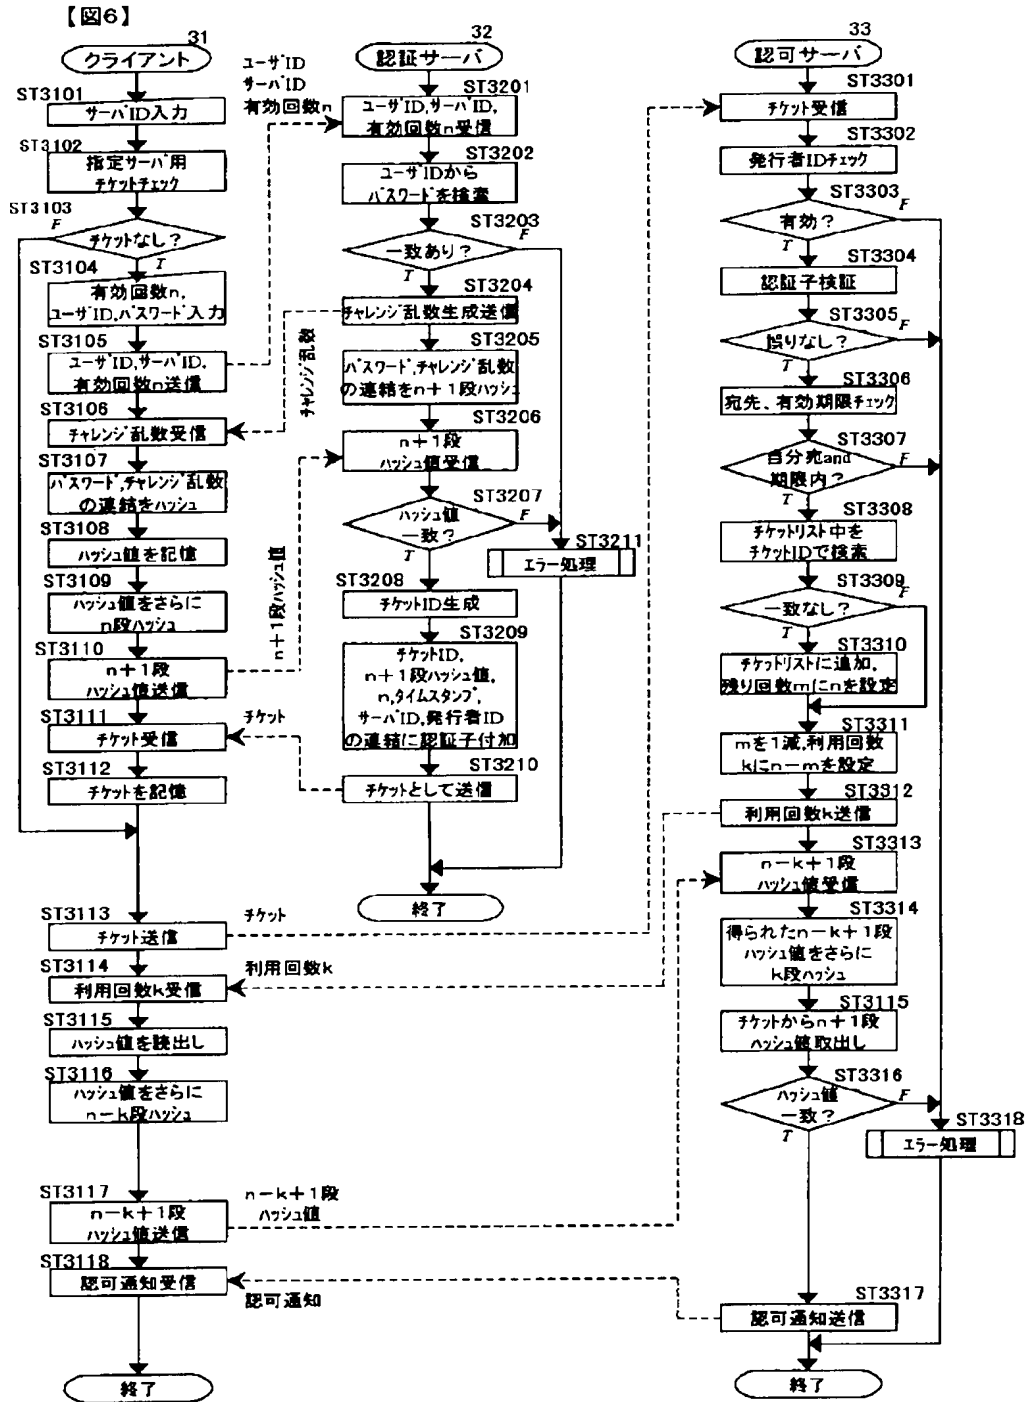 【図6】
31
クライアント
ST3101
サーバID入力
ST3102
指定サーバ用
チケットチェック
ST3103
F
チケットなし？
T
ST3104
有効回数n,
ユーザID,パスワード入力
ST3105
ユーザID,サーバID,
有効回数n送信
ST3106
チャレンジ乱数受信
ST3107
パスワード,チャレンジ乱数
の連結をハッシュ
ST3108
ハッシュ値を記憶
ST3109
ハッシュ値をさらに
n段ハッシュ
ST3110
n＋1段
ハッシュ値送信
ST3111
チケット受信
ST3112
チケットを記憶
ST3113
チケット送信
ST3114
利用回数k受信
ST3115
ハッシュ値を読出し
ST3116
ハッシュ値をさらに
n－k段ハッシュ
ST3117
n－k＋1段
ハッシュ値送信
ST3118
認可通知受信
終了
ユーザID
サーバID
有効回数n
チャレンジ乱数
n＋1段ハッシュ値
チケット
チケット
利用回数k
n－k＋1段
ハッシュ値
認可通知
32
認証サーバ
ST3201
ユーザID,サーバID,
有効回数n受信
ST3202
ユーザIDから
パスワードを検索
ST3203
一致あり？
F
T
ST3204
チャレンジ乱数生成送信
ST3205
パスワード,チャレンジ乱数
の連結をn＋1段ハッシュ
ST3206
n＋1段
ハッシュ値受信
ST3207
ハッシュ値
一致？
F
T
ST3211
エラー処理
ST3208
チケットID生成
ST3209
チケットID,
n＋1段ハッシュ値,
n,タイムスタンプ,
サーバID,発行者ID
の連結に認証子付加
ST3210
チケットとして送信
終了
33
認可サーバ
ST3301
チケット受信
ST3302
発行者IDチェック
ST3303
有効？
F
T
ST3304
認証子検証
ST3305
誤りなし？
F
T
ST3306
宛先、有効期限チェック
ST3307
自分宛and
期限内？
F
T
ST3308
チケットリスト中を
チケットIDで検索
ST3309
一致なし？
F
T
ST3310
チケットリストに追加,
残り回数mにnを設定
ST3311
mを1減,利用回数
kにn－mを設定
ST3312
利用回数k送信
ST3313
n－k＋1段
ハッシュ値受信
ST3314
得られたn－k＋1段
ハッシュ値をさらに
k段ハッシュ
ST3115
チケットからn＋1段
ハッシュ値取出し
ST3316
ハッシュ値
一致？
F
T
ST3318
エラー処理
ST3317
認可通知送信
終了